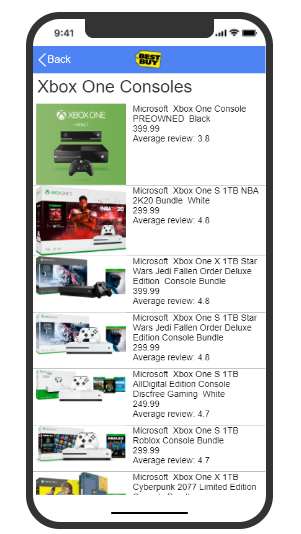 9:41
Back
BEST
BUY
Xbox One Consoles
XBOX ONE
Microsoft Xbox One Console
PREOWNED Black
399.99
Average review: 3.8
Microsoft Xbox One S 1TB NBA
2K20 Bundle White
299.99
Average review: 4.8
Microsoft Xbox One X 1TB Star
Wars Jedi Fallen Order Deluxe
Edition Console Bundle
399.99
Average review: 4.8
Microsoft Xbox One S 1TB Star
Wars Jedi Fallen Order Deluxe
Edition Console Bundle
299.99
Average review: 4.8
Microsoft Xbox One S 1TB
AllDigital Edition Console
Discfree Gaming White
249.99
Average review: 4.7
Microsoft Xbox One S 1TB
Roblox Console Bundle
299.99
Average review: 4.7
Microsoft Xbox One X 1TB
Cyberpunk 2077 Limited Edition